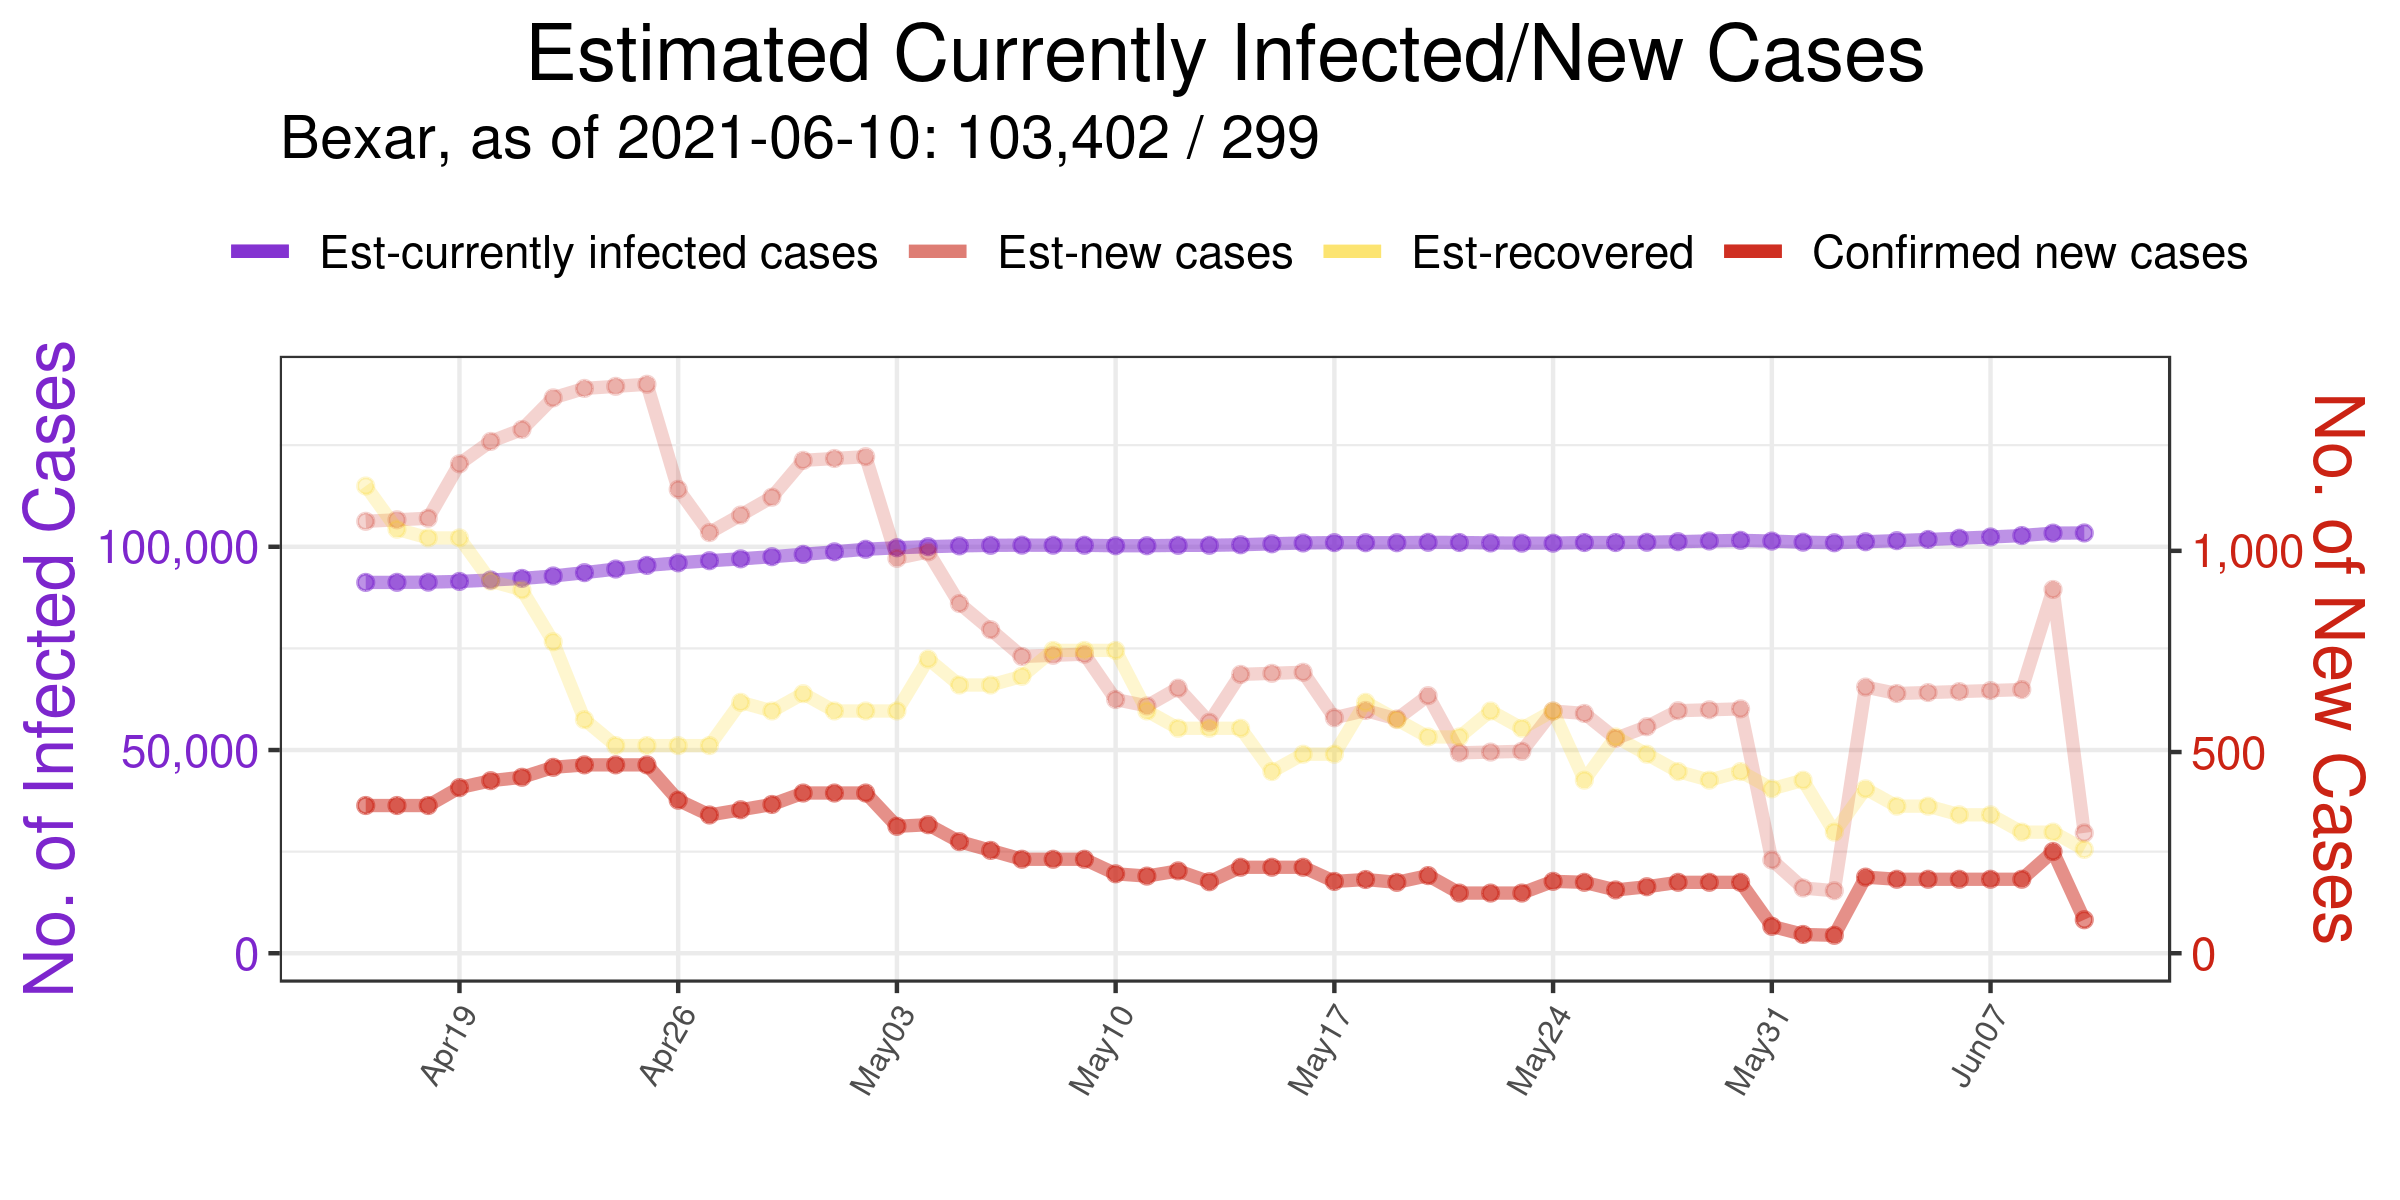 Estimated Currently Infected/New Cases
Bexar, as of 2021-06-10: 103,402 / 299
Est-currently infected cases Est-new cases Est-recovered Confirmed new cases
No. of Infected Cases
100,000
50,000
0
1,000
500
0
No. of New Cases
Apr19 Apr26 May03 May10 May17 May24 May31 Jun07